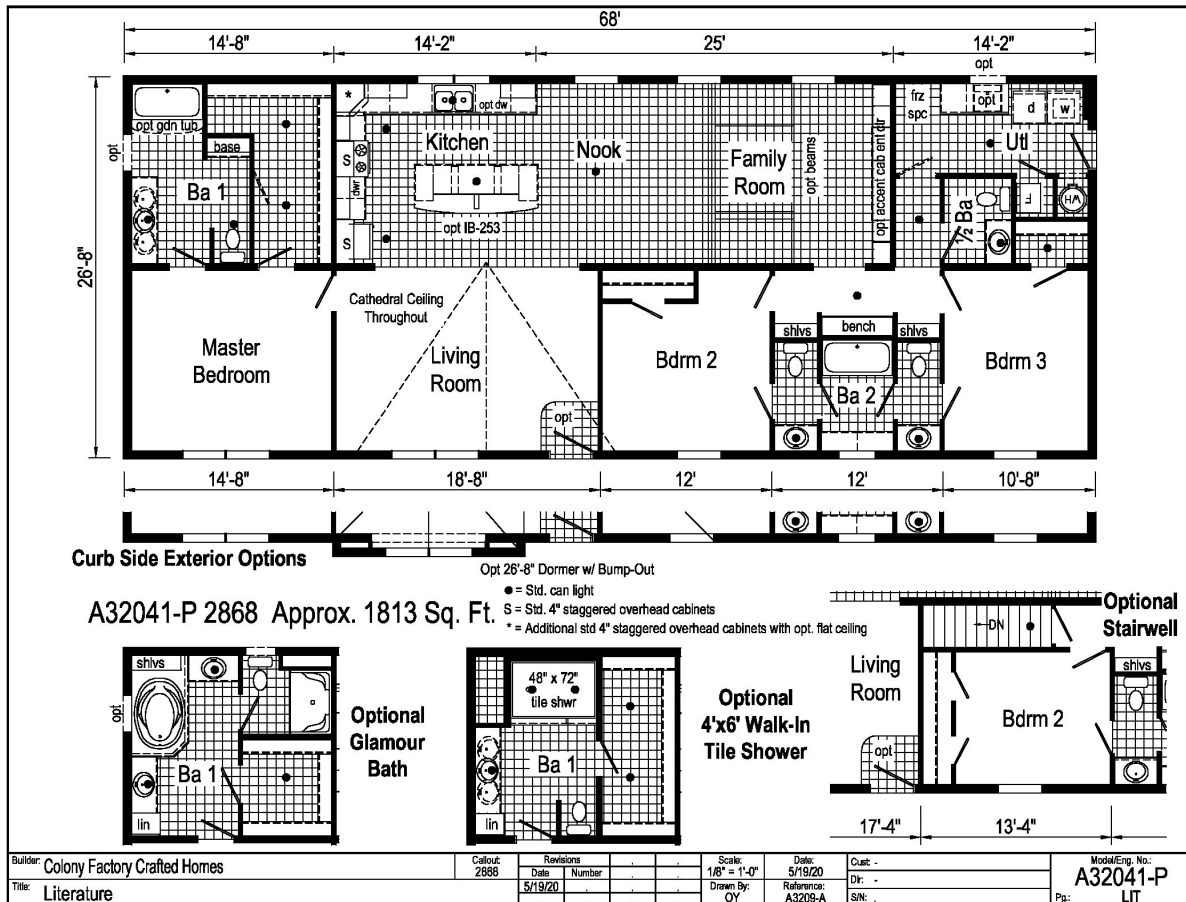 68'
14'-8" 14'-2" 25' 14'-2"
opt
26'-8"
opt gdn tub
opt
base
Ba 1
*
opt dw
S
dwr
S
Kitchen
opt IB-253
Nook
Family
Room
opt beams
opt accent cab ent ctr
frz
spc
opt
d
w
Utl
½ Ba
F
WH
Cathedral Ceiling
Throughout
Master
Bedroom
Living
Room
opt
Bdrm 2
shlvs
bench
shlvs
Ba 2
Bdrm 3
14'-8" 18'-8" 12' 12' 10'-8"
Curb Side Exterior Options
Opt 26'-8" Dormer w/ Bump-Out
● = Std. can light
S = Std. 4" staggered overhead cabinets
* = Additional std 4" staggered overhead cabinets with opt. flat ceiling
A32041-P 2868 Approx. 1813 Sq. Ft.
shlvs
opt
Ba 1
lin
Optional
Glamour
Bath
48" x 72"
tile shwr
Ba 1
lin
Optional
4'x6' Walk-In
Tile Shower
Optional
Stairwell
DN
Living
Room
shlvs
Bdrm 2
opt
17'-4" 13'-4"
Builder: Colony Factory Crafted Homes
Title: Literature
Callout:
2868
Revisions
Date Number
5/19/20
Scale:
1/8" = 1'-0"
Drawn By:
OY
Date:
5/19/20
Reference:
A3209-A
Cust: -
Dlr: -
S/N: .
Model/Eng. No.:
A32041-P
Pg.: LIT